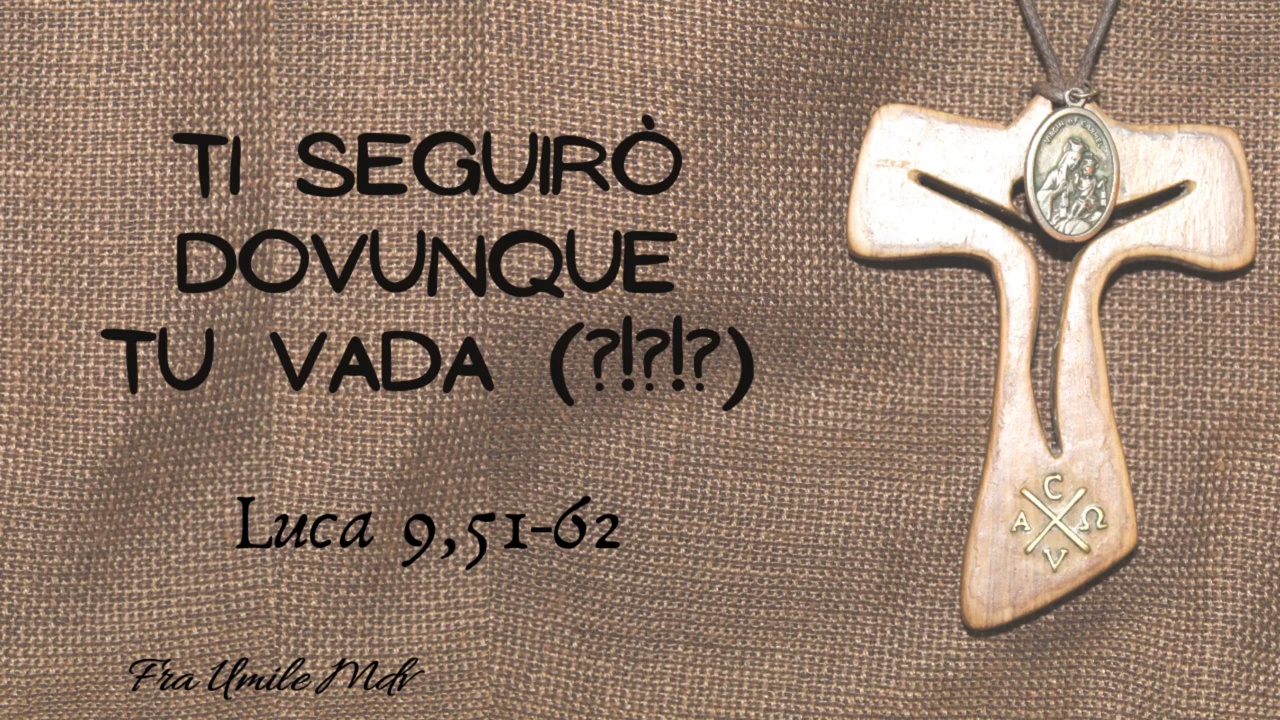 TI SEGUIRÒ
DOVUNQUE
TU VADA (?!?!?)
Luca 9,51-62
Fra Umile Mdv
C
A Ω
V